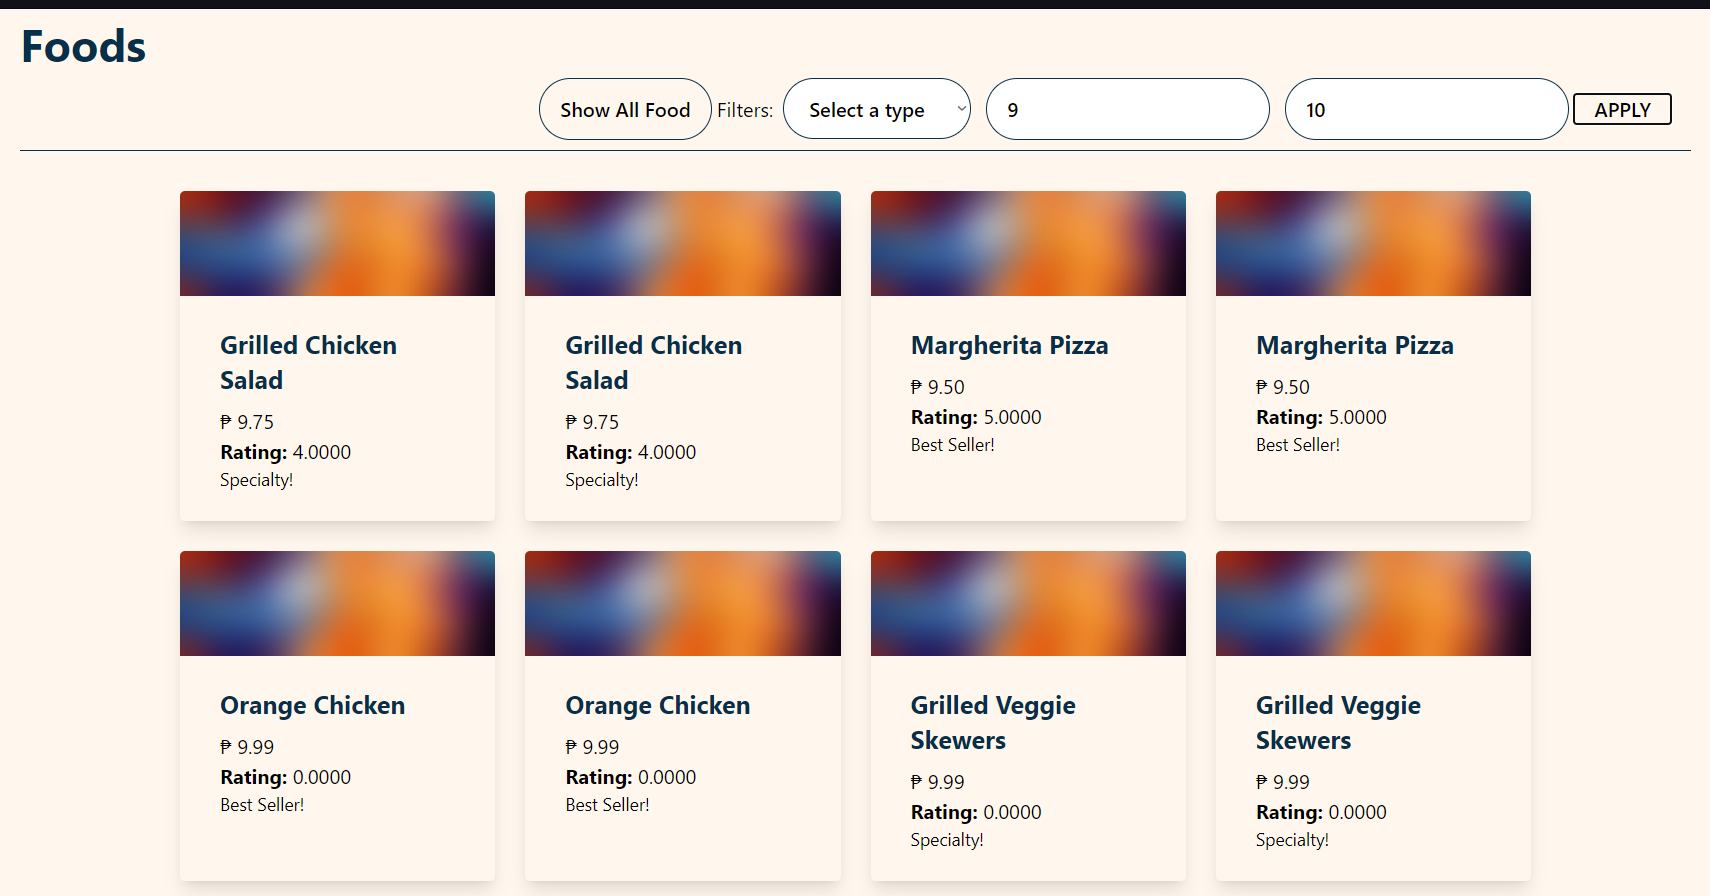 Foods
Show All Food Filters: Select a type 9 10 APPLY
Grilled Chicken
Salad
₱ 9.75
Rating: 4.0000
Specialty!
Grilled Chicken
Salad
₱ 9.75
Rating: 4.0000
Specialty!
Margherita Pizza
₱ 9.50
Rating: 5.0000
Best Seller!
Margherita Pizza
₱ 9.50
Rating: 5.0000
Best Seller!
Orange Chicken
₱ 9.99
Rating: 0.0000
Best Seller!
Orange Chicken
₱ 9.99
Rating: 0.0000
Best Seller!
Grilled Veggie
Skewers
₱ 9.99
Rating: 0.0000
Specialty!
Grilled Veggie
Skewers
₱ 9.99
Rating: 0.0000
Specialty!